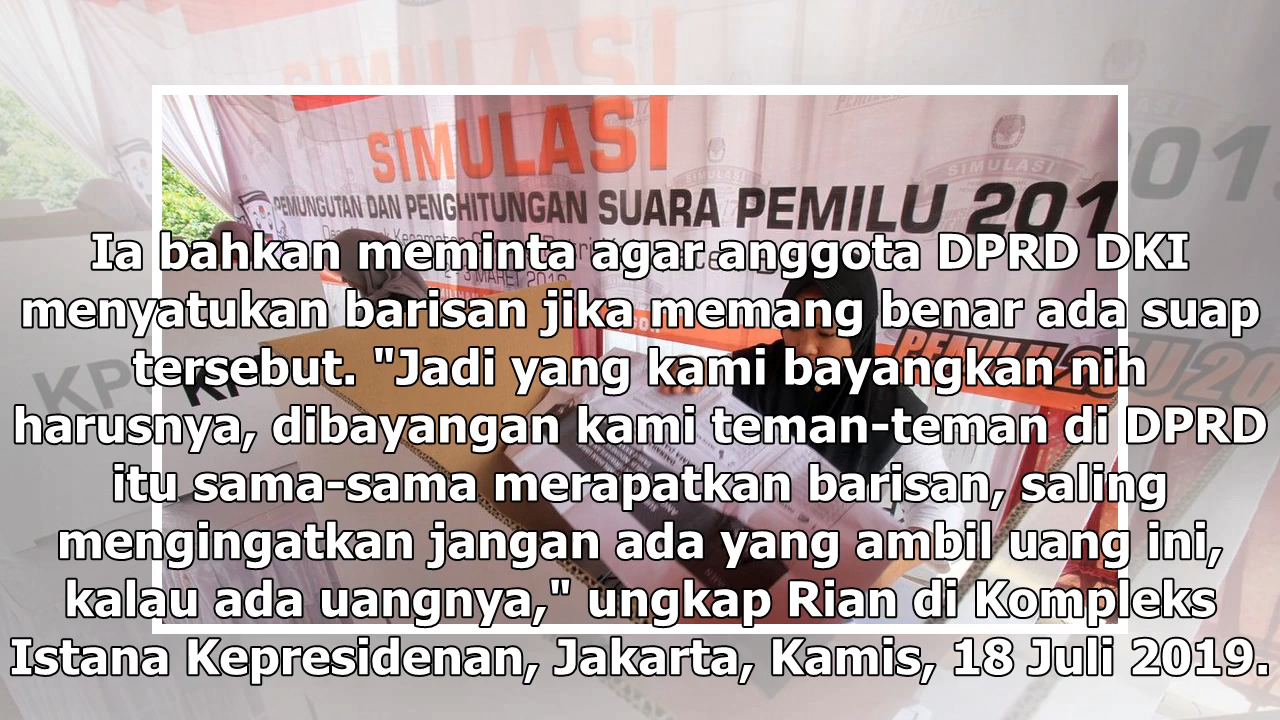 SIMULASI
PEMUNGUTAN DAN PENGHITUNGAN SUARA PEMILU 201
SIMULASI
Ia bahkan meminta agar anggota DPRD DKI
menyatukan barisan jika memang benar ada suap
tersebut. "Jadi yang kami bayangkan nih
harusnya, dibayangan kami teman-teman di DPRD
itu sama-sama merapatkan barisan, saling
mengingatkan jangan ada yang ambil uang ini,
kalau ada uangnya," ungkap Rian di Kompleks
Istana Kepresidenan, Jakarta, Kamis, 18 Juli 2019.